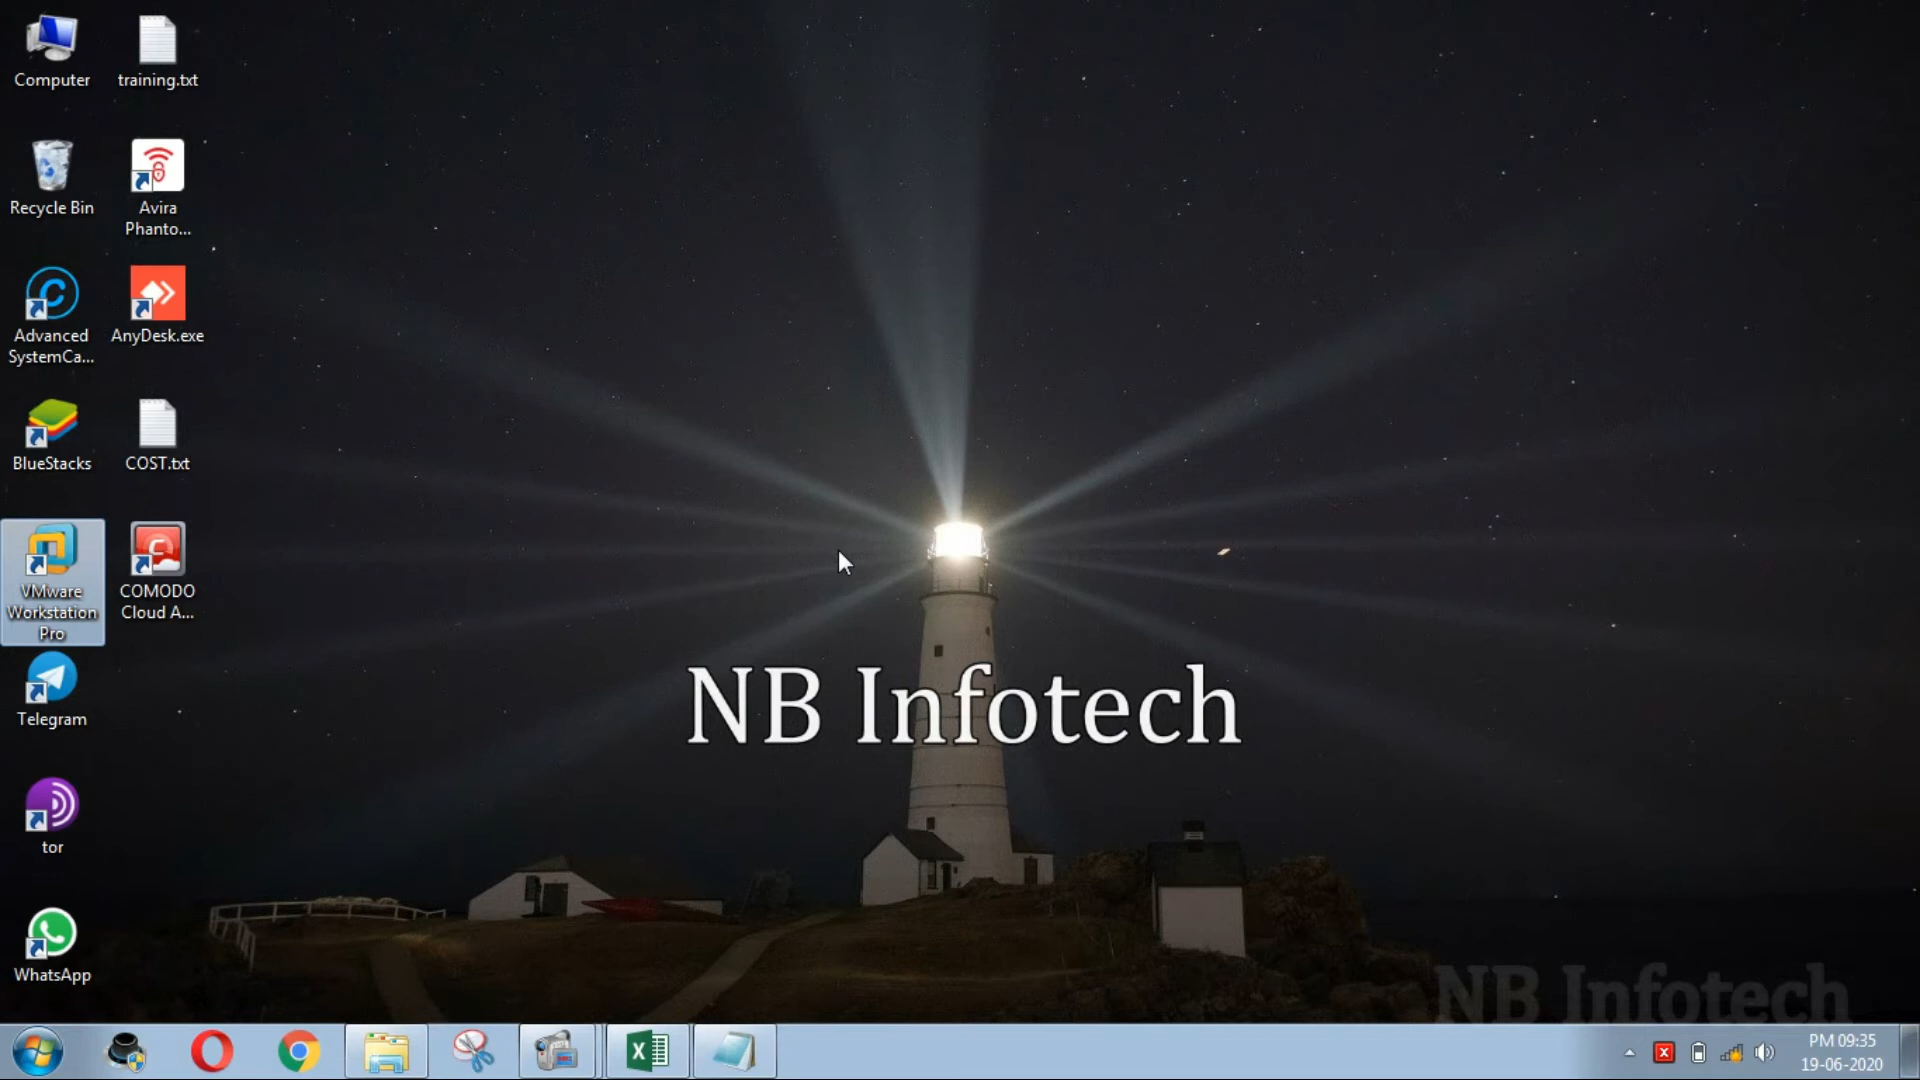 Computer
training.txt
Recycle Bin
Avira
Phanto...
Advanced
SystemCa...
AnyDesk.exe
BlueStacks
COST.txt
VMware
Workstation
Pro
COMODO
Cloud A...
Telegram
tor
WhatsApp
NB Infotech
NB Infotech
PM 09:35
19-06-2020